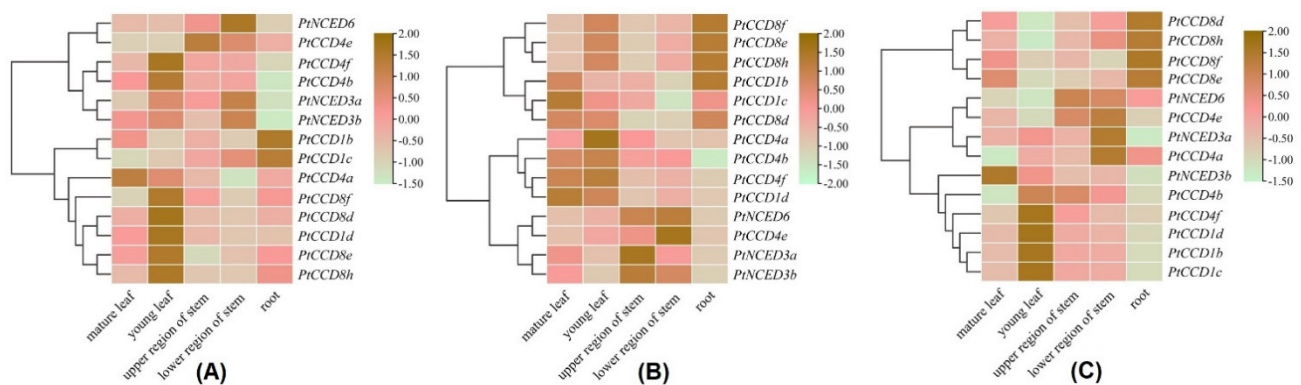 PtNCED6
PtCCD4e
PtCCD4f
PtCCD4b
PtNCED3a
PtNCED3b
PtCCD1b
PtCCD1c
PtCCD4a
PtCCD8f
PtCCD8d
PtCCD1d
PtCCD8e
PtCCD8h
2.00
1.50
1.00
0.50
0.00
-0.50
-1.00
-1.50
mature leaf
young leaf
upper region of stem
lower region of stem
root
(A)
PtCCD8f
PtCCD8e
PtCCD8h
PtCCD1b
PtCCD1c
PtCCD8d
PtCCD4a
PtCCD4b
PtCCD4f
PtCCD1d
PtNCED6
PtCCD4e
PtNCED3a
PtNCED3b
2.00
1.50
1.00
0.50
0.00
-0.50
-1.00
-1.50
-2.00
mature leaf
young leaf
upper region of stem
lower region of stem
root
(B)
PtCCD8d
PtCCD8h
PtCCD8f
PtCCD8e
PtNCED6
PtCCD4e
PtNCED3a
PtCCD4a
PtNCED3b
PtCCD4b
PtCCD4f
PtCCD1d
PtCCD1b
PtCCD1c
2.00
1.50
1.00
0.50
0.00
-0.50
-1.00
-1.50
mature leaf
young leaf
upper region of stem
lower region of stem
root
(C)